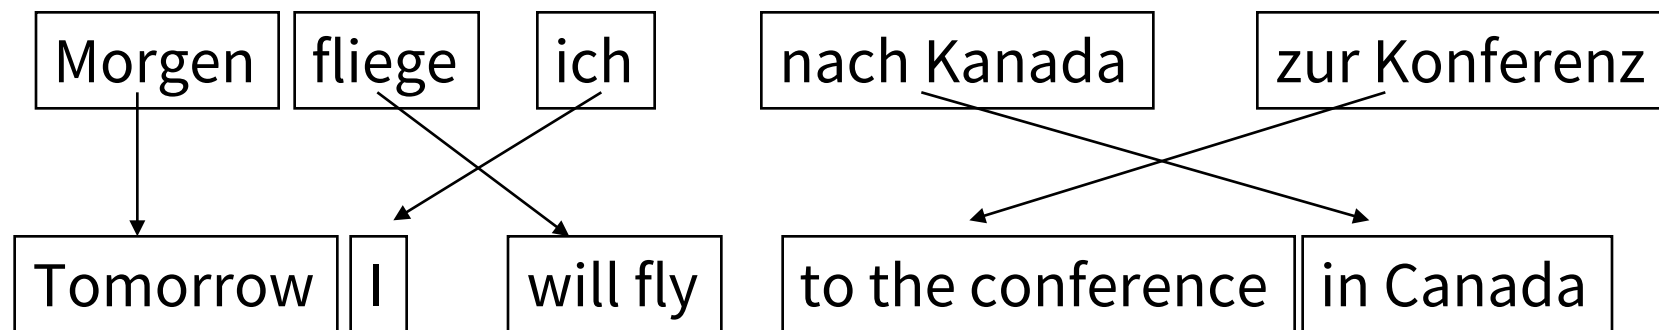 Morgen fliege ich nach Kanada zur Konferenz
Tomorrow I will fly to the conference in Canada